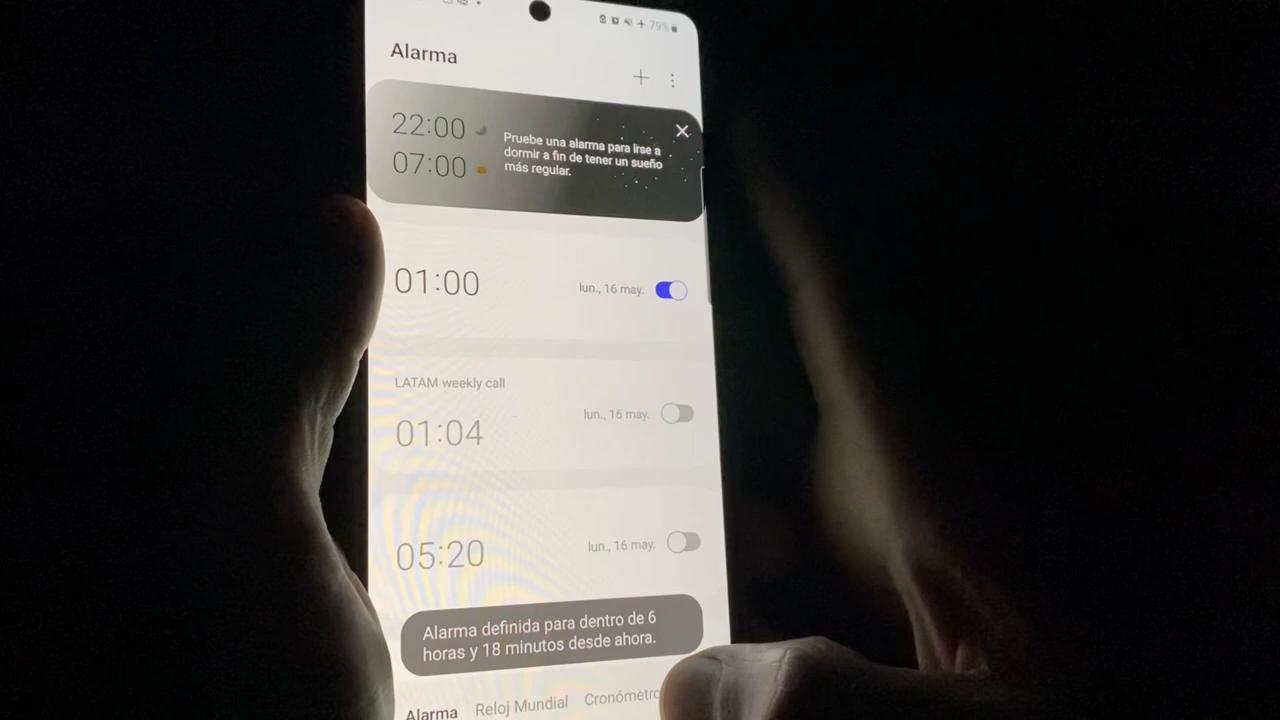 79%
Alarma
22:00
07:00
Pruebe una alarma para irse a
dormir a fin de tener un sueño
más regular.
01:00
lun., 16 may.
LATAM weekly call
01:04
lun., 16 may.
05:20
lun., 16 may.
Alarma definida para dentro de 6
horas y 18 minutos desde ahora.
Alarma Reloj Mundial Cronómetro